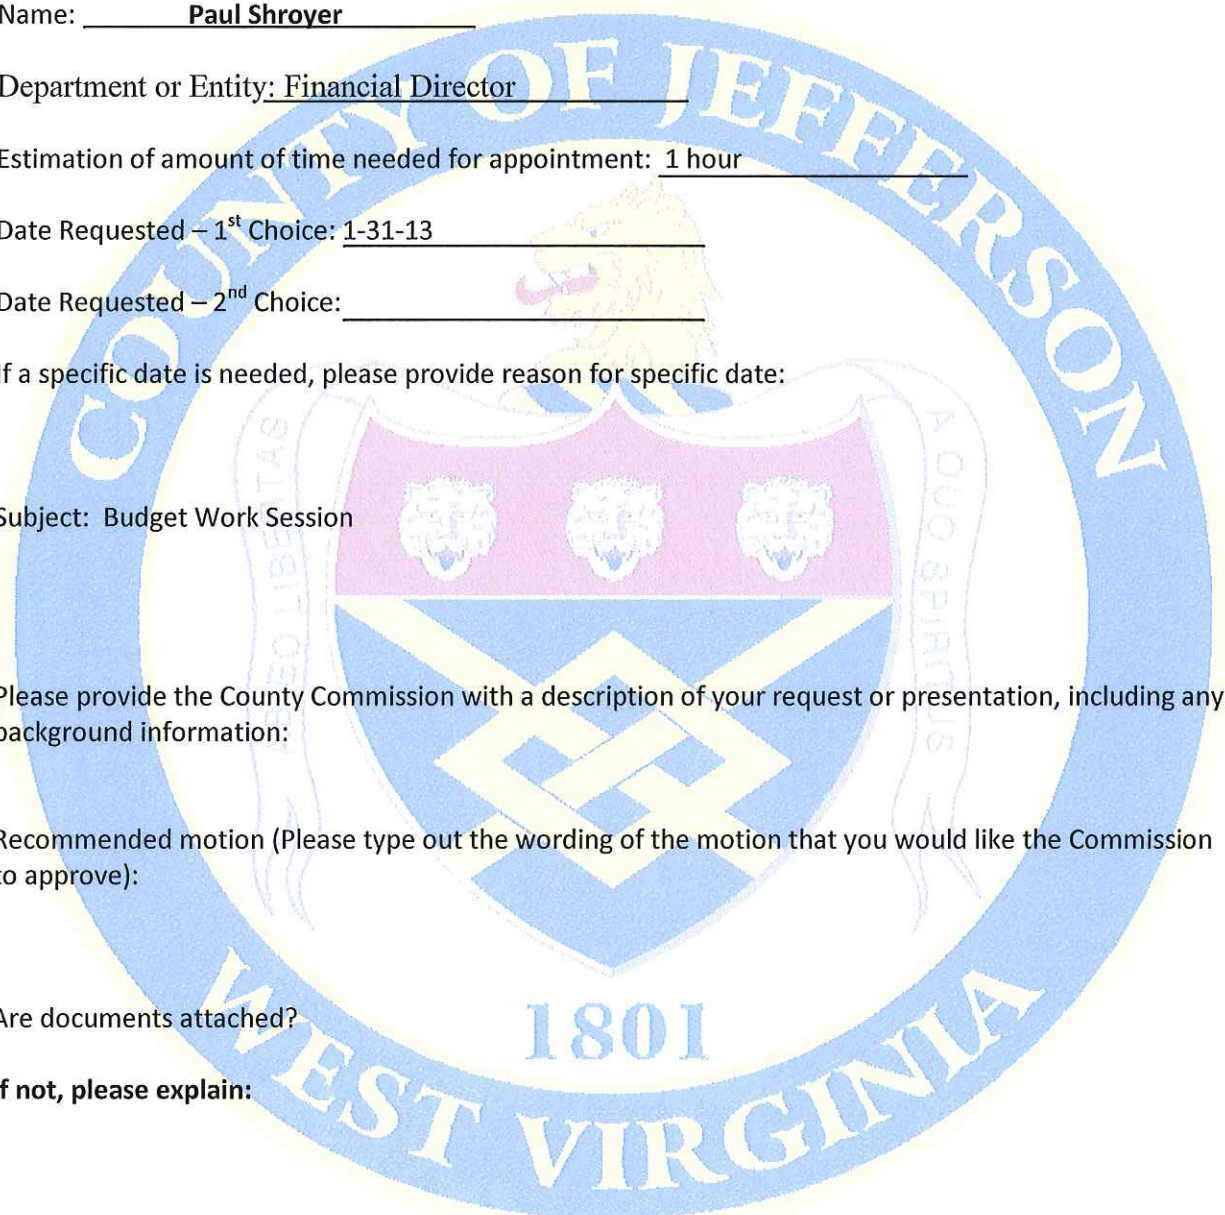 Name: Paul Shroyer
Department or Entity: Financial Director
Estimation of amount of time needed for appointment: 1 hour
Date Requested – 1st Choice: 1-31-13
Date Requested – 2nd Choice:
If a specific date is needed, please provide reason for specific date:
Subject: Budget Work Session
Please provide the County Commission with a description of your request or presentation, including any
background information:
Recommended motion (Please type out the wording of the motion that you would like the Commission
to approve):
Are documents attached?
If not, please explain:
COUNTY OF JEFFERSON
A QUO SPIRITUS
LIBERTAS
1801
WEST VIRGINIA